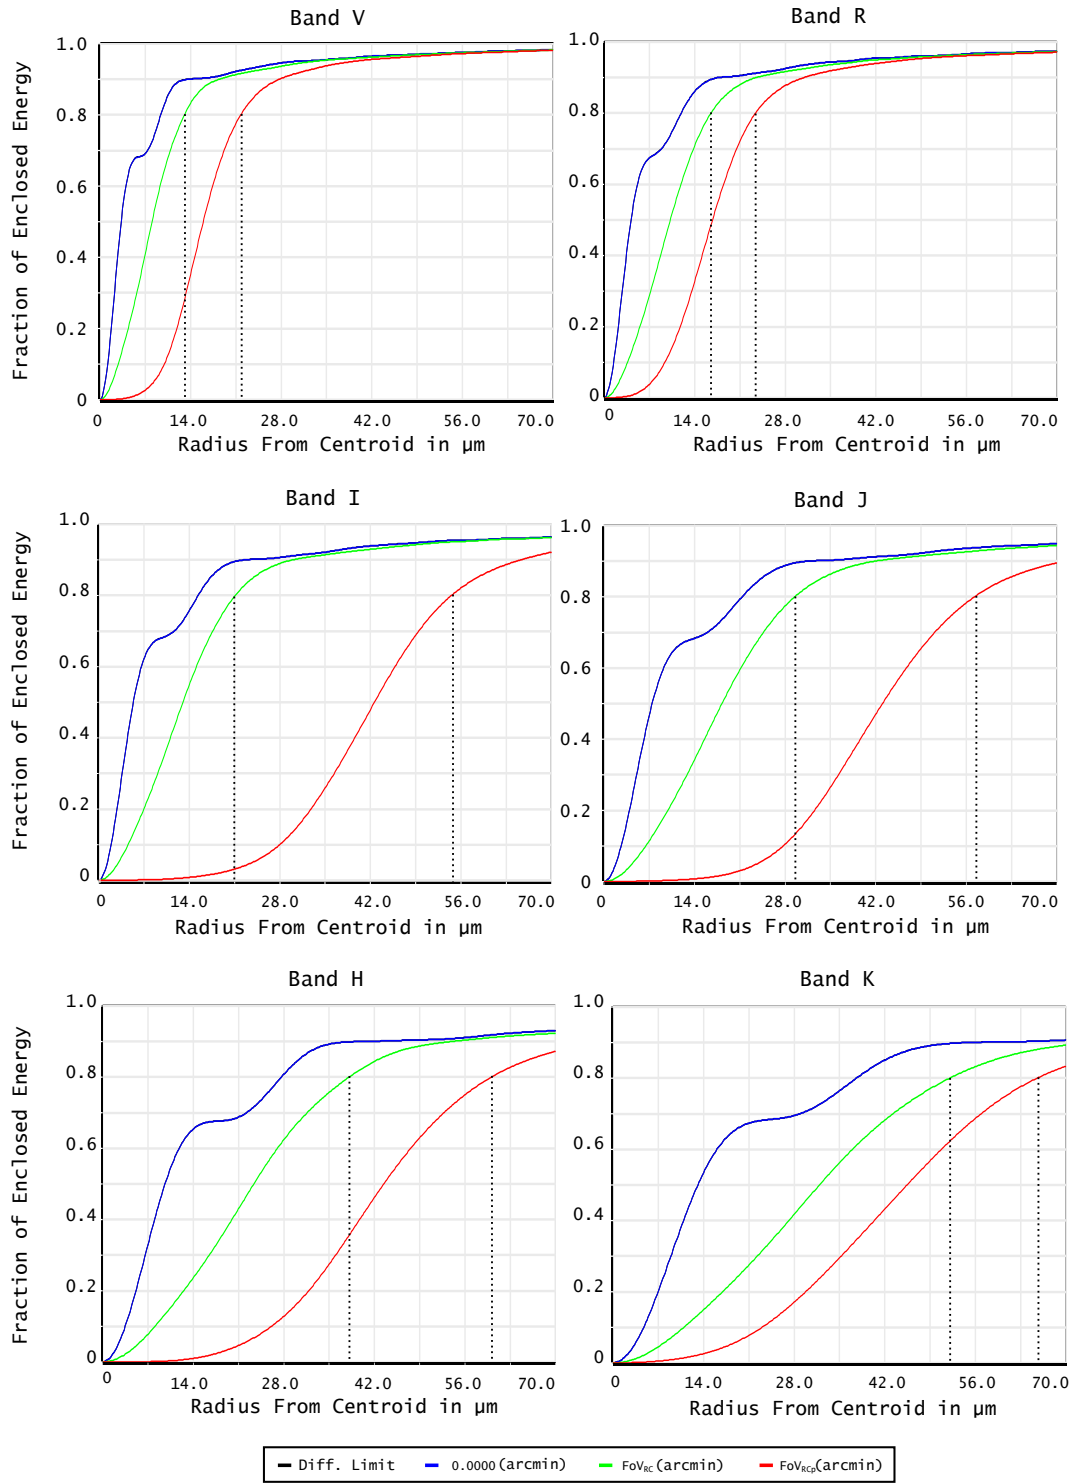 Band V
Band R
Fraction of Enclosed Energy
1.0
0.8
0.6
0.4
0.2
0
0 14.0 28.0 42.0 56.0 70.0
Radius From Centroid in µm
1.0
0.8
0.6
0.4
0.2
0
0 14.0 28.0 42.0 56.0 70.0
Radius From Centroid in µm
Band I
Band J
Fraction of Enclosed Energy
1.0
0.8
0.6
0.4
0.2
0
0 14.0 28.0 42.0 56.0 70.0
Radius From Centroid in µm
1.0
0.8
0.6
0.4
0.2
0
0 14.0 28.0 42.0 56.0 70.0
Radius From Centroid in µm
Band H
Band K
Fraction of Enclosed Energy
1.0
0.8
0.6
0.4
0.2
0
0 14.0 28.0 42.0 56.0 70.0
Radius From Centroid in µm
1.0
0.8
0.6
0.4
0.2
0
0 14.0 28.0 42.0 56.0 70.0
Radius From Centroid in µm
Diff. Limit 0.0000(arcmin) FoVRC(arcmin) FoVRCp(arcmin)